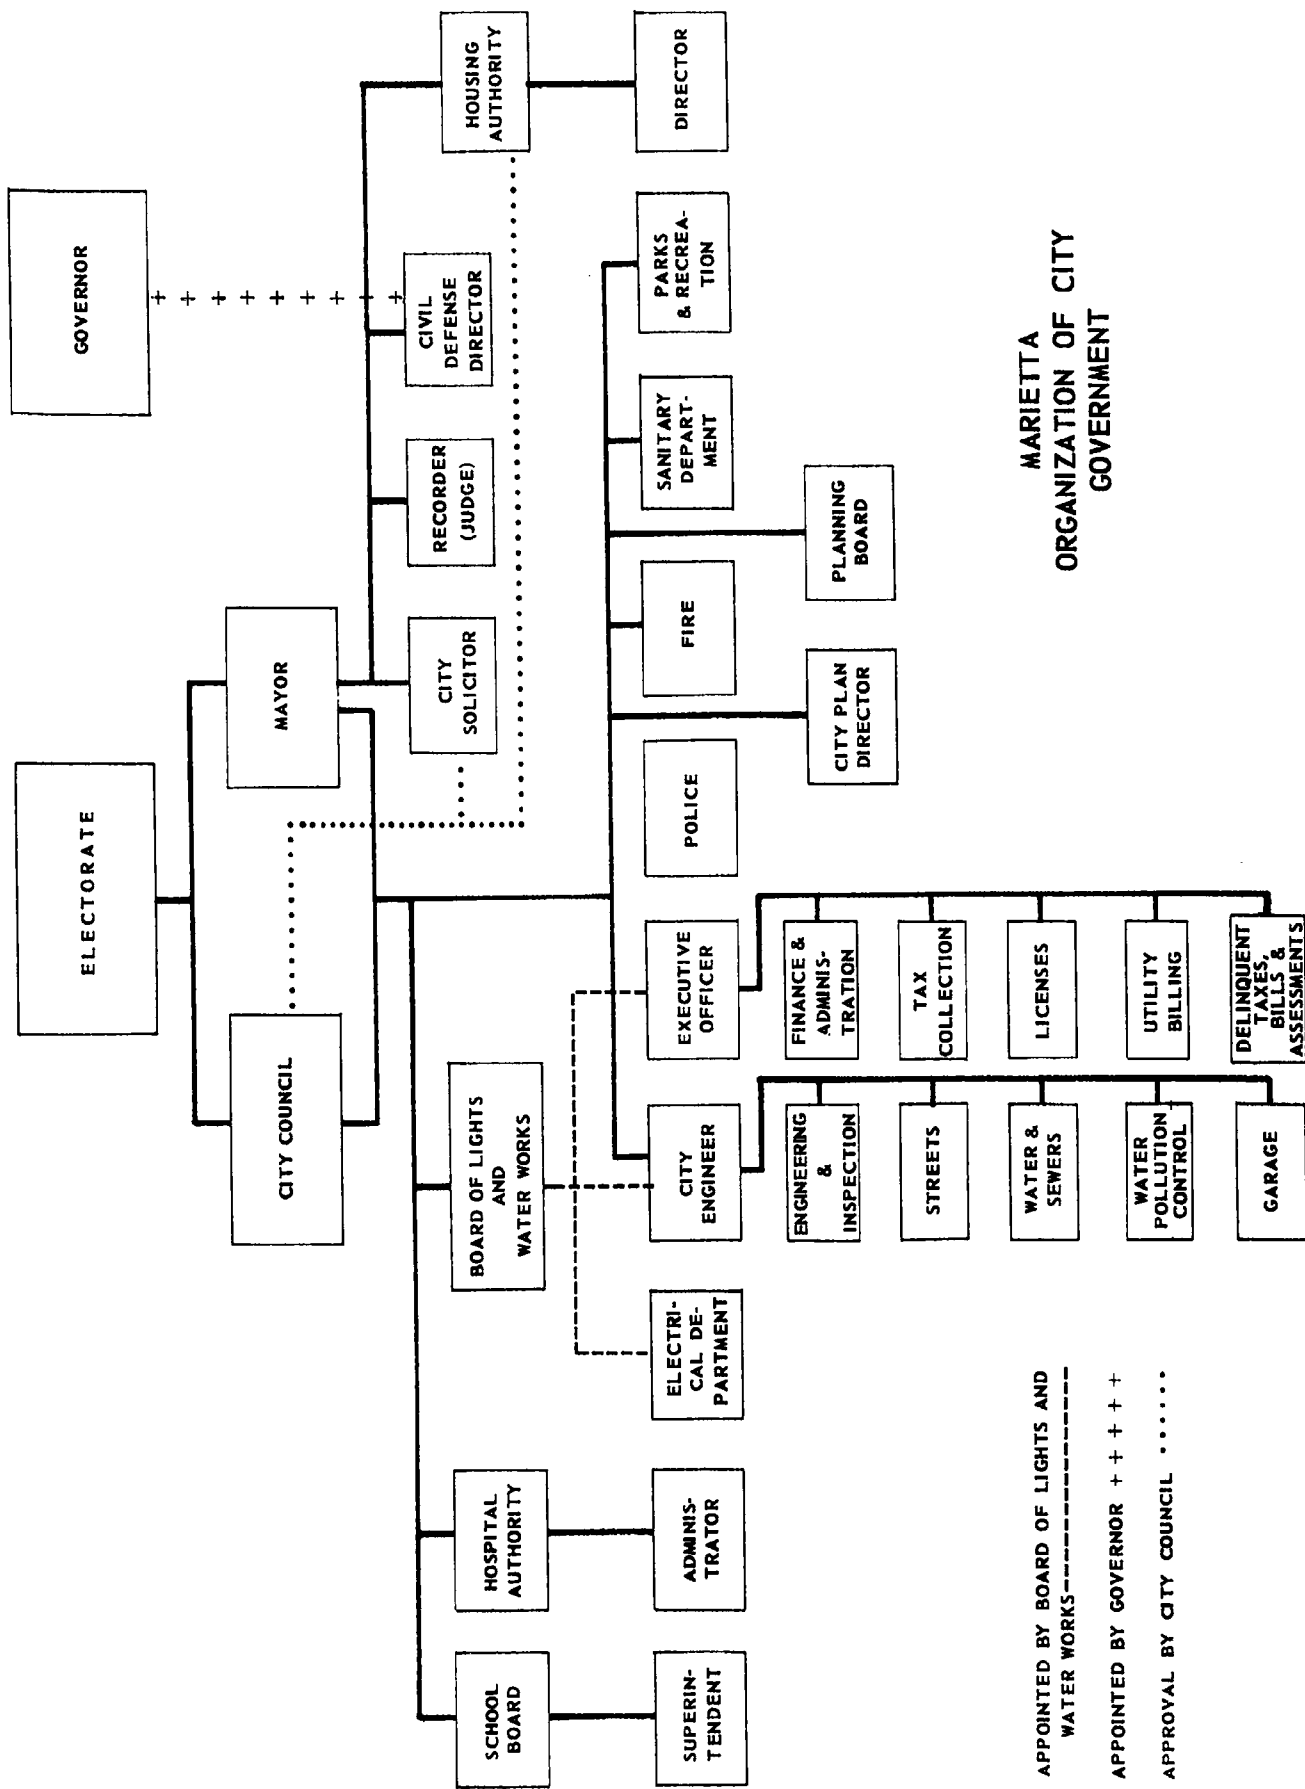 ELECTORATE
GOVERNOR
CITY COUNCIL
MAYOR
SCHOOL
BOARD
HOSPITAL
AUTHORITY
BOARD OF LIGHTS
AND
WATER WORKS
CITY
SOLICITOR
RECORDER
(JUDGE)
CIVIL
DEFENSE
DIRECTOR
HOUSING
AUTHORITY
SUPERIN-
TENDENT
ADMINIS-
TRATOR
ELECTRI-
CAL DE-
PARTMENT
CITY
ENGINEER
EXECUTIVE
OFFICER
POLICE
FIRE
SANITARY
DEPART-
MENT
PARKS
& RECREA-
TION
DIRECTOR
ENGINEERING
&
INSPECTION
STREETS
WATER &
SEWERS
WATER
POLLUTION
CONTROL
GARAGE
FINANCE &
ADMINIS-
TRATION
TAX
COLLECTION
LICENSES
UTILITY
BILLING
DELINQUENT
TAXES,
BILLS &
ASSESSMENTS
CITY PLAN
DIRECTOR
PLANNING
BOARD
APPOINTED BY BOARD OF LIGHTS AND
WATER WORKS--------------
APPOINTED BY GOVERNOR + + + + +
APPROVAL BY CITY COUNCIL ······
MARIETTA
ORGANIZATION OF CITY
GOVERNMENT